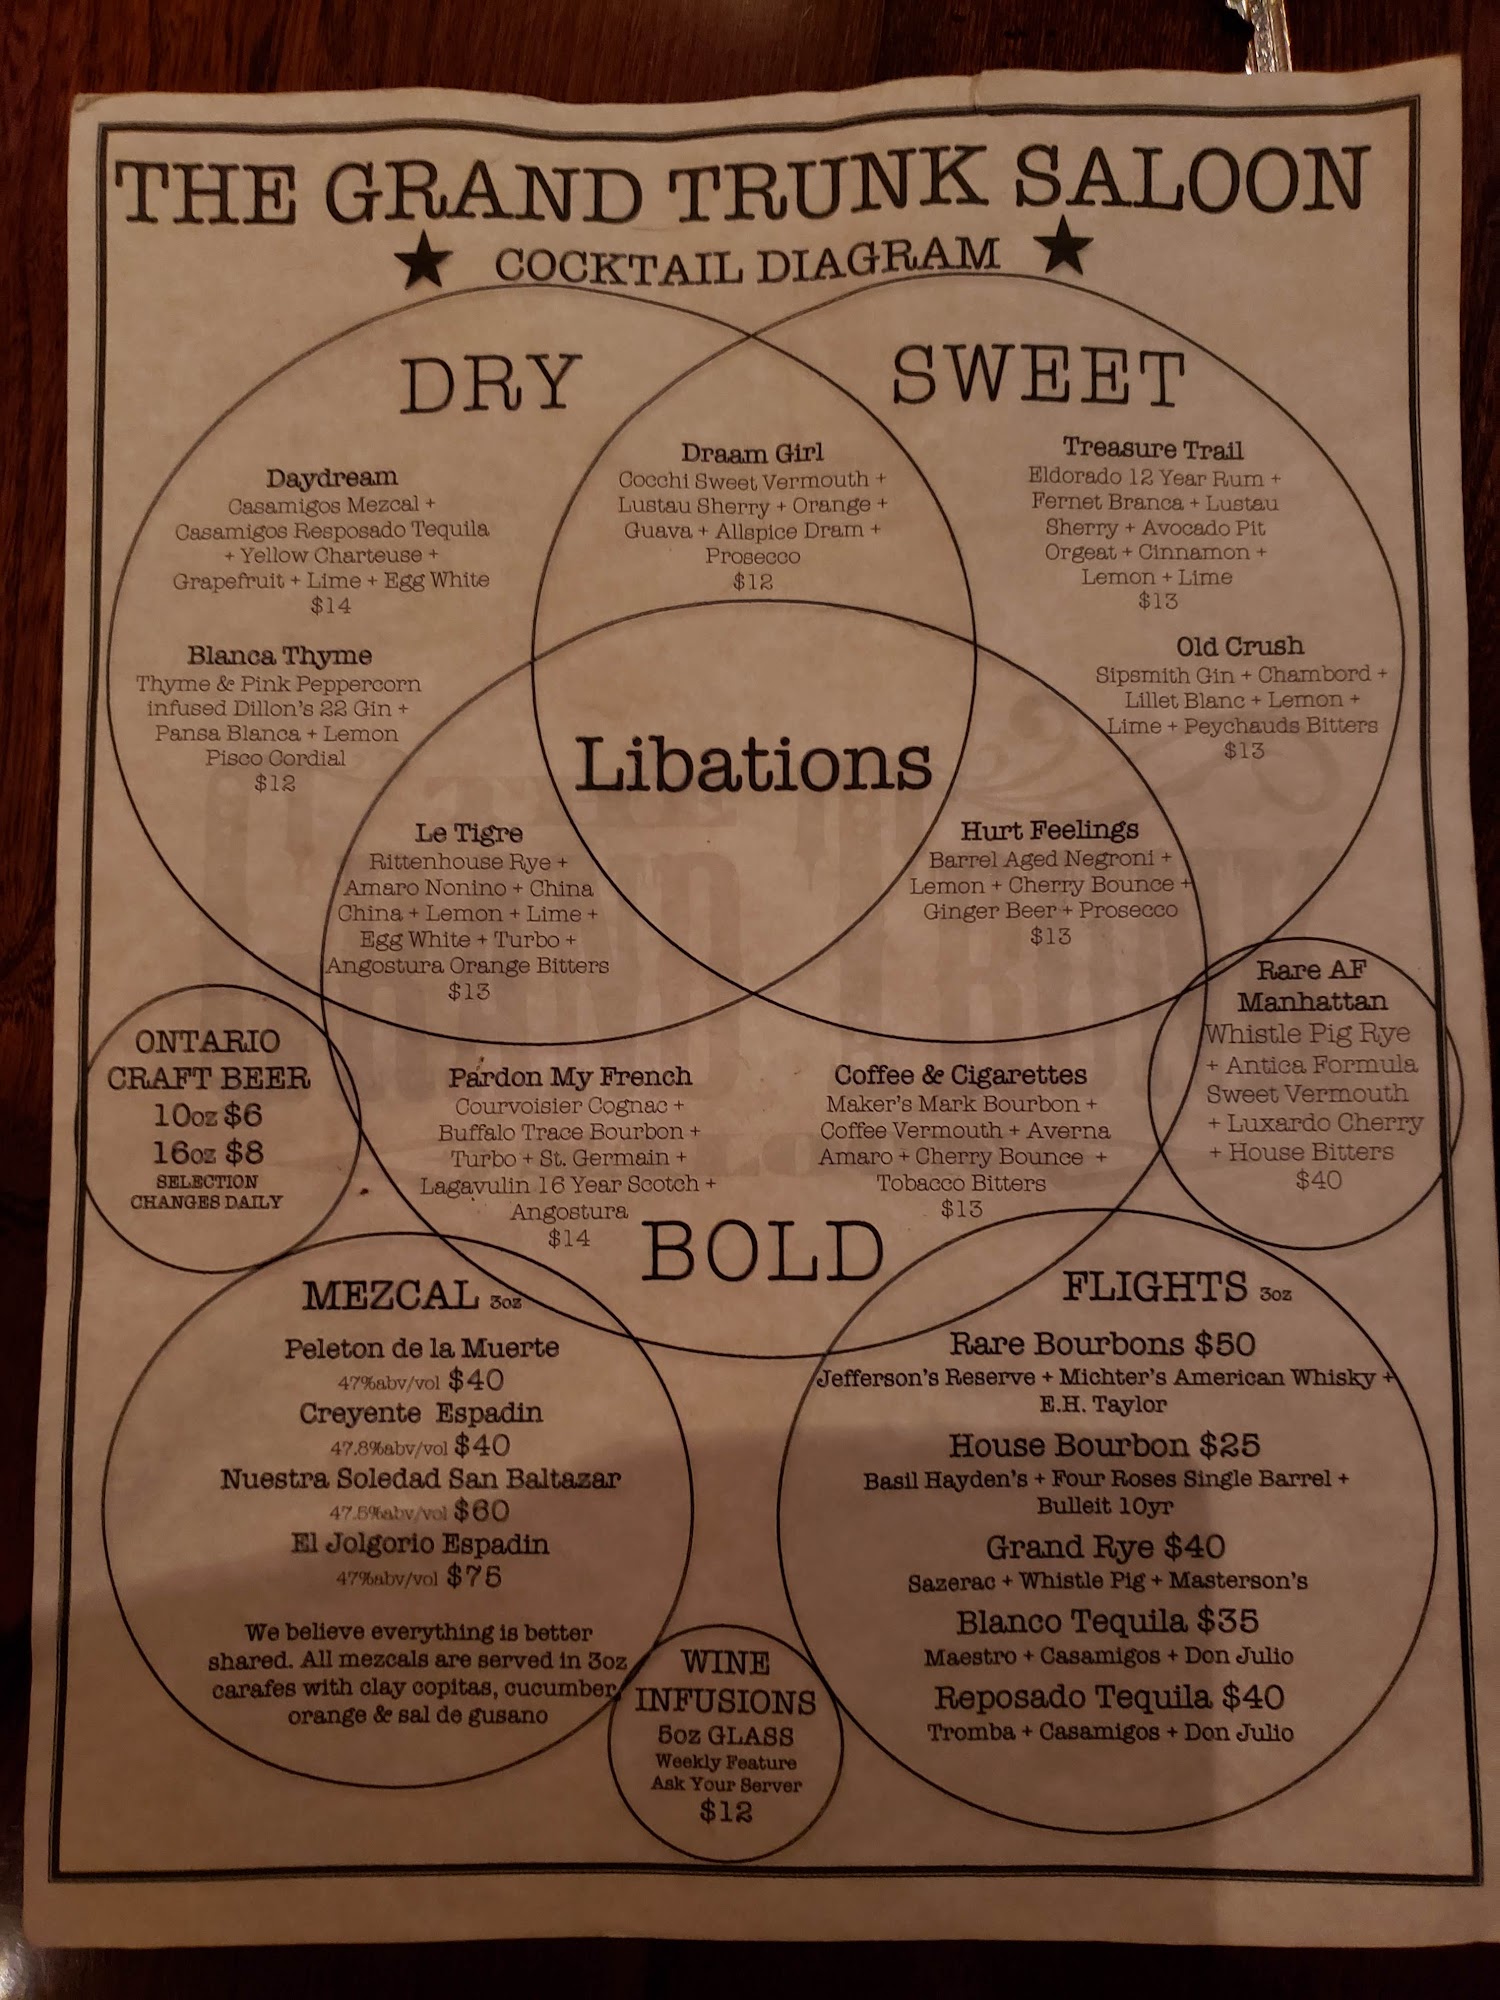 THE GRAND TRUNK SALOON
★ COCKTAIL DIAGRAM ★
DRY
Daydream
Casamigos Mezcal +
Casamigos Resposado Tequila
+ Yellow Charteuse +
Grapefruit + Lime + Egg White
$14
Blanca Thyme
Thyme & Pink Peppercorn
infused Dillon's 22 Gin +
Pansa Blanca + Lemon
Pisco Cordial
$12
Draam Girl
Cocchi Sweet Vermouth +
Lustau Sherry + Orange +
Guava + Allspice Dram +
Prosecco
$12
SWEET
Treasure Trail
Eldorado 12 Year Rum +
Fernet Branca + Lustau
Sherry + Avocado Pit
Orgeat + Cinnamon +
Lemon + Lime
$13
Old Crush
Sipsmith Gin + Chambord +
Lillet Blanc + Lemon +
Lime + Peychauds Bitters
$13
Libations
Le Tigre
Rittenhouse Rye +
Amaro Nonino + China
China + Lemon + Lime +
Egg White + Turbo +
Angostura Orange Bitters
$13
Hurt Feelings
Barrel Aged Negroni +
Lemon + Cherry Bounce +
Ginger Beer + Prosecco
$13
Pardon My French
Courvoisier Cognac +
Buffalo Trace Bourbon +
Turbo + St. Germain +
Lagavulin 16 Year Scotch +
Angostura
$14
Coffee & Cigarettes
Maker's Mark Bourbon +
Coffee Vermouth + Averna
Amaro + Cherry Bounce +
Tobacco Bitters
$13
BOLD
ONTARIO
CRAFT BEER
10oz $6
16oz $8
SELECTION
CHANGES DAILY
Rare AF
Manhattan
Whistle Pig Rye
+ Antica Formula
Sweet Vermouth
+ Luxardo Cherry
+ House Bitters
$40
MEZCAL 3oz
Peleton de la Muerte
47%abv/vol $40
Creyente Espadin
47.8%abv/vol $40
Nuestra Soledad San Baltazar
47.5%abv/vol $60
El Jolgorio Espadin
47%abv/vol $75
We believe everything is better
shared. All mezcals are served in 3oz
carafes with clay copitas, cucumber,
orange & sal de gusano
WINE
INFUSIONS
5oz GLASS
Weekly Feature
Ask Your Server
$12
FLIGHTS 3oz
Rare Bourbons $50
Jefferson's Reserve + Michter's American Whisky +
E.H. Taylor
House Bourbon $25
Basil Hayden's + Four Roses Single Barrel +
Bulleit 10yr
Grand Rye $40
Sazerac + Whistle Pig + Masterson's
Blanco Tequila $35
Maestro + Casamigos + Don Julio
Reposado Tequila $40
Tromba + Casamigos + Don Julio